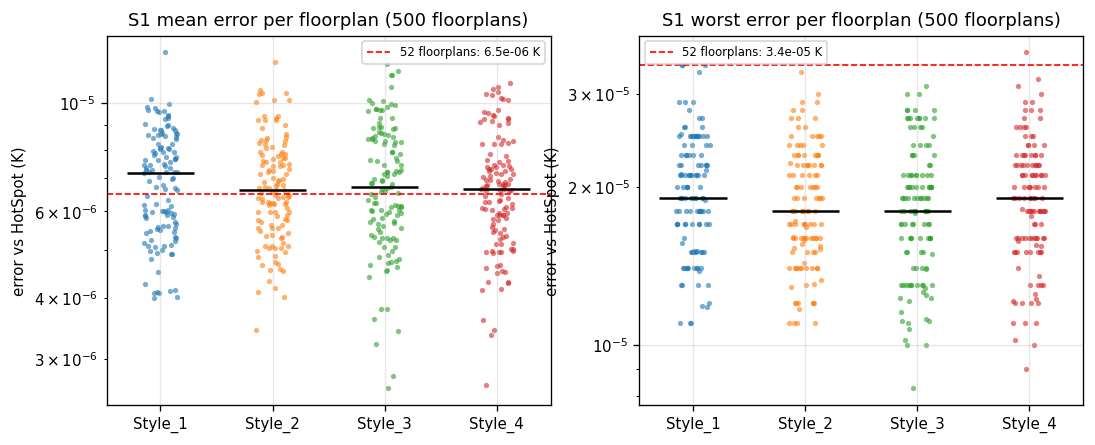 S1 mean error per floorplan (500 floorplans)
52 floorplans: 6.5e-06 K
error vs HotSpot (K)
10⁻⁵
6 × 10⁻⁶
4 × 10⁻⁶
3 × 10⁻⁶
Style_1 Style_2 Style_3 Style_4
S1 worst error per floorplan (500 floorplans)
52 floorplans: 3.4e-05 K
error vs HotSpot (K)
3 × 10⁻⁵
2 × 10⁻⁵
10⁻⁵
Style_1 Style_2 Style_3 Style_4